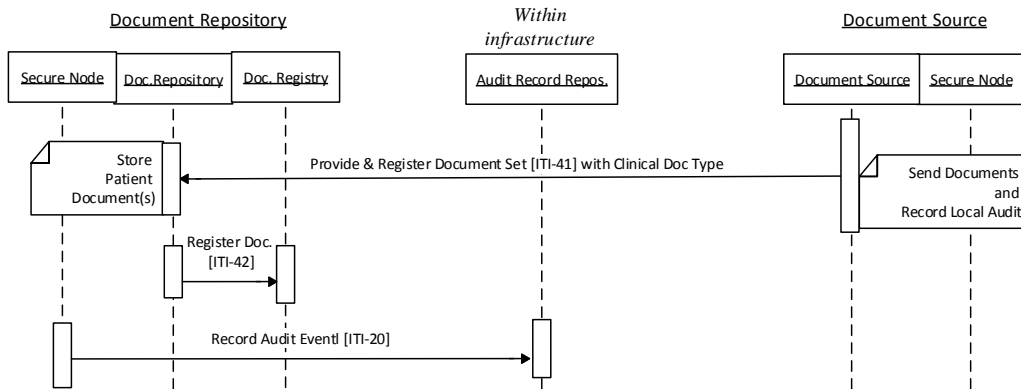 Document Repository
Within
infrastructure
Document Source
Secure Node
Doc.Repository
Doc. Registry
Audit Record Repos.
Document Source
Secure Node
Store
Patient
Document(s)
Provide & Register Document Set [ITI-41] with Clinical Doc Type
Send Documents
and
Record Local Audit
Register Doc.
[ITI-42]
Record Audit Eventl [ITI-20]